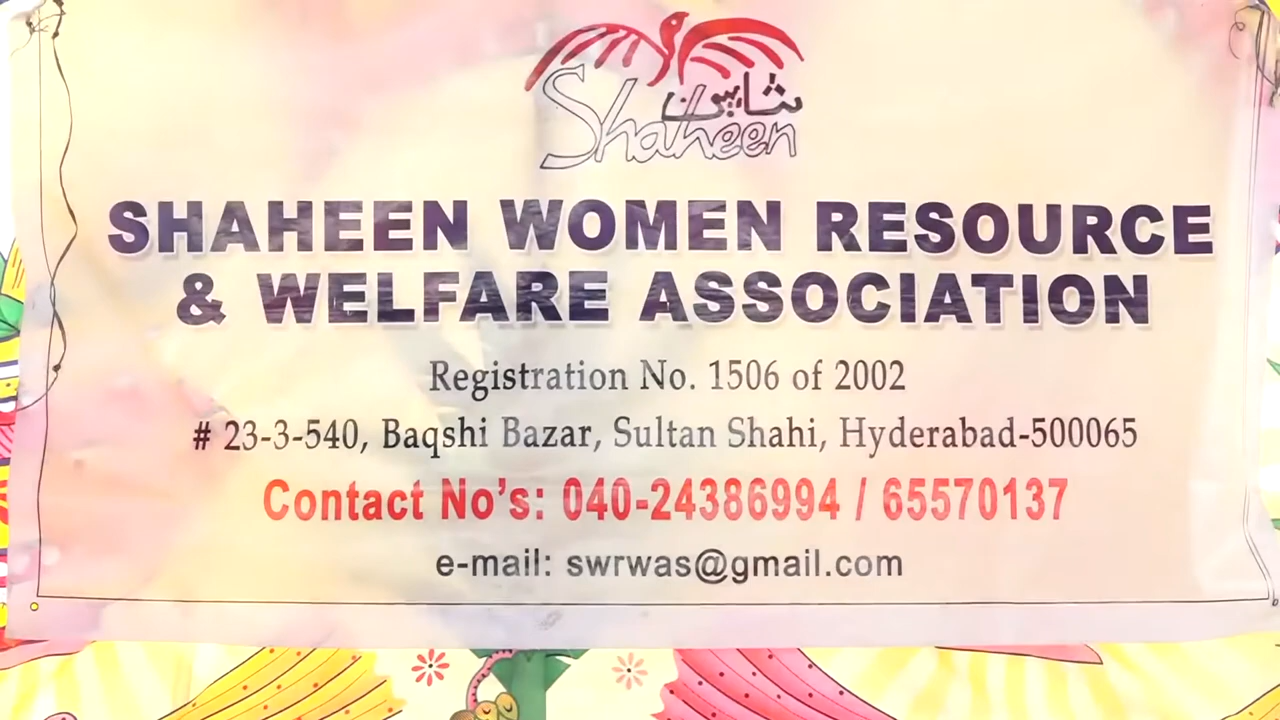 شاہین
Shaheen
SHAHEEN WOMEN RESOURCE
& WELFARE ASSOCIATION
Registration No. 1506 of 2002
# 23-3-540, Baqshi Bazar, Sultan Shahi, Hyderabad-500065
Contact No's: 040-24386994 / 65570137
e-mail: swrwas@gmail.com